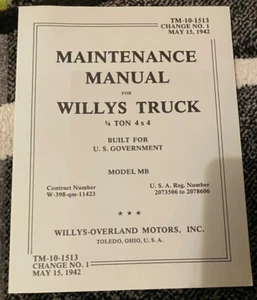 TM-10-1513
CHANGE NO. 1
MAY 15, 1942
MAINTENANCE
MANUAL
FOR
WILLYS TRUCK
¼ TON 4 x 4
BUILT FOR
U. S. GOVERNMENT
MODEL MB
Contract Number
W-398-qm-11423
U. S. A. Reg. Number
2073506 to 2078606
★ ★ ★
WILLYS-OVERLAND MOTORS, INC.
TOLEDO, OHIO, U. S. A.
TM-10-1513
CHANGE NO. 1
MAY 15, 1942